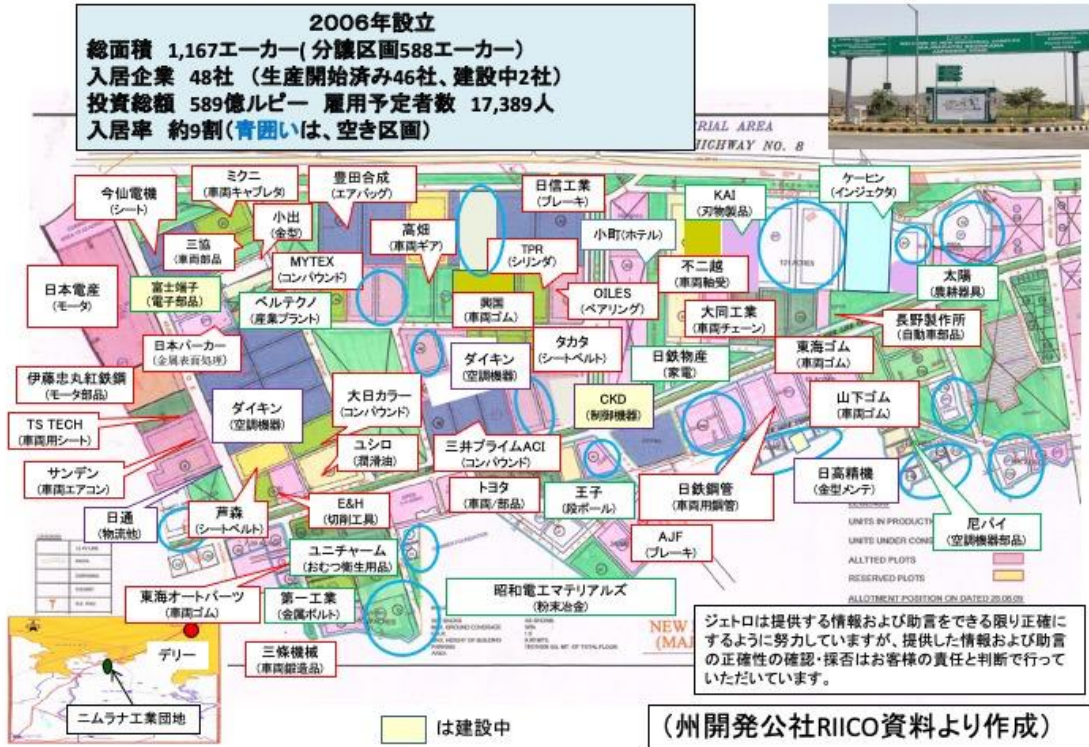 2006年設立
総面積 1,167エーカー(分譲区画588エーカー)
入居企業 48社 (生産開始済み46社、建設中2社)
投資総額 589億ルピー 雇用予定者数 17,389人
入居率 約9割(青囲いは、空き区画)
RIAL AREA
HIGHWAY NO. 8
ミクニ
(車両キャブレタ)
豊田合成
(エアバッグ)
日信工業
(ブレーキ)
KAI
(刃物製品)
ケーヒン
(インジェクタ)
今仙電機
(シート)
小出
(金型)
高畑
(車両ギア)
小町(ホテル)
三協
(車両部品)
MYTEX
(コンパウンド)
TPR
(シリンダ)
不二越
(車両軸受)
太陽
(農耕器具)
日本電産
(モータ)
富士端子
(電子部品)
ベルテクノ
(産業プラント)
興国
(車両ゴム)
OILES
(ベアリング)
大同工業
(車両チェーン)
長野製作所
(自動車部品)
日本パーカー
(金属表面処理)
ダイキン
(空調機器)
タカタ
(シートベルト)
日鉄物産
(家電)
東海ゴム
(車両ゴム)
伊藤忠丸紅鉄鋼
(モータ部品)
ダイキン
(空調機器)
大日カラー
(コンパウンド)
CKD
(制御機器)
山下ゴム
(車両ゴム)
TS TECH
(車両用シート)
ユシロ
(潤滑油)
三井プライムACI
(コンパウンド)
サンデン
(車両エアコン)
日高精機
(金型メンテ)
日通
(物流他)
芦森
(シートベルト)
E&H
(切削工具)
トヨタ
(車両/部品)
王子
(段ボール)
日鉄鋼管
(車両用鋼管)
尼パイ
(空調機器部品)
ユニチャーム
(おむつ衛生用品)
AJF
(ブレーキ)
UNITS IN PRODUCT
UNITS UNDER CONS
ALLTTED PLOTS
RESERVED PLOTS
ALLOTMENT POSITION ON DATED 25.08.09
東海オートパーツ
(車両ゴム)
第一工業
(金属ボルト)
昭和電工マテリアルズ
(粉末冶金)
三條機械
(車両鍛造品)
NEW
(MA
ジェトロは提供する情報および助言をできる限り正確に
するように努力していますが、提供した情報および助言
の正確性の確認・採否はお客様の責任と判断で行って
いただいています。
デリー
ニムラナ工業団地
は建設中
(州開発公社RIICO資料より作成)